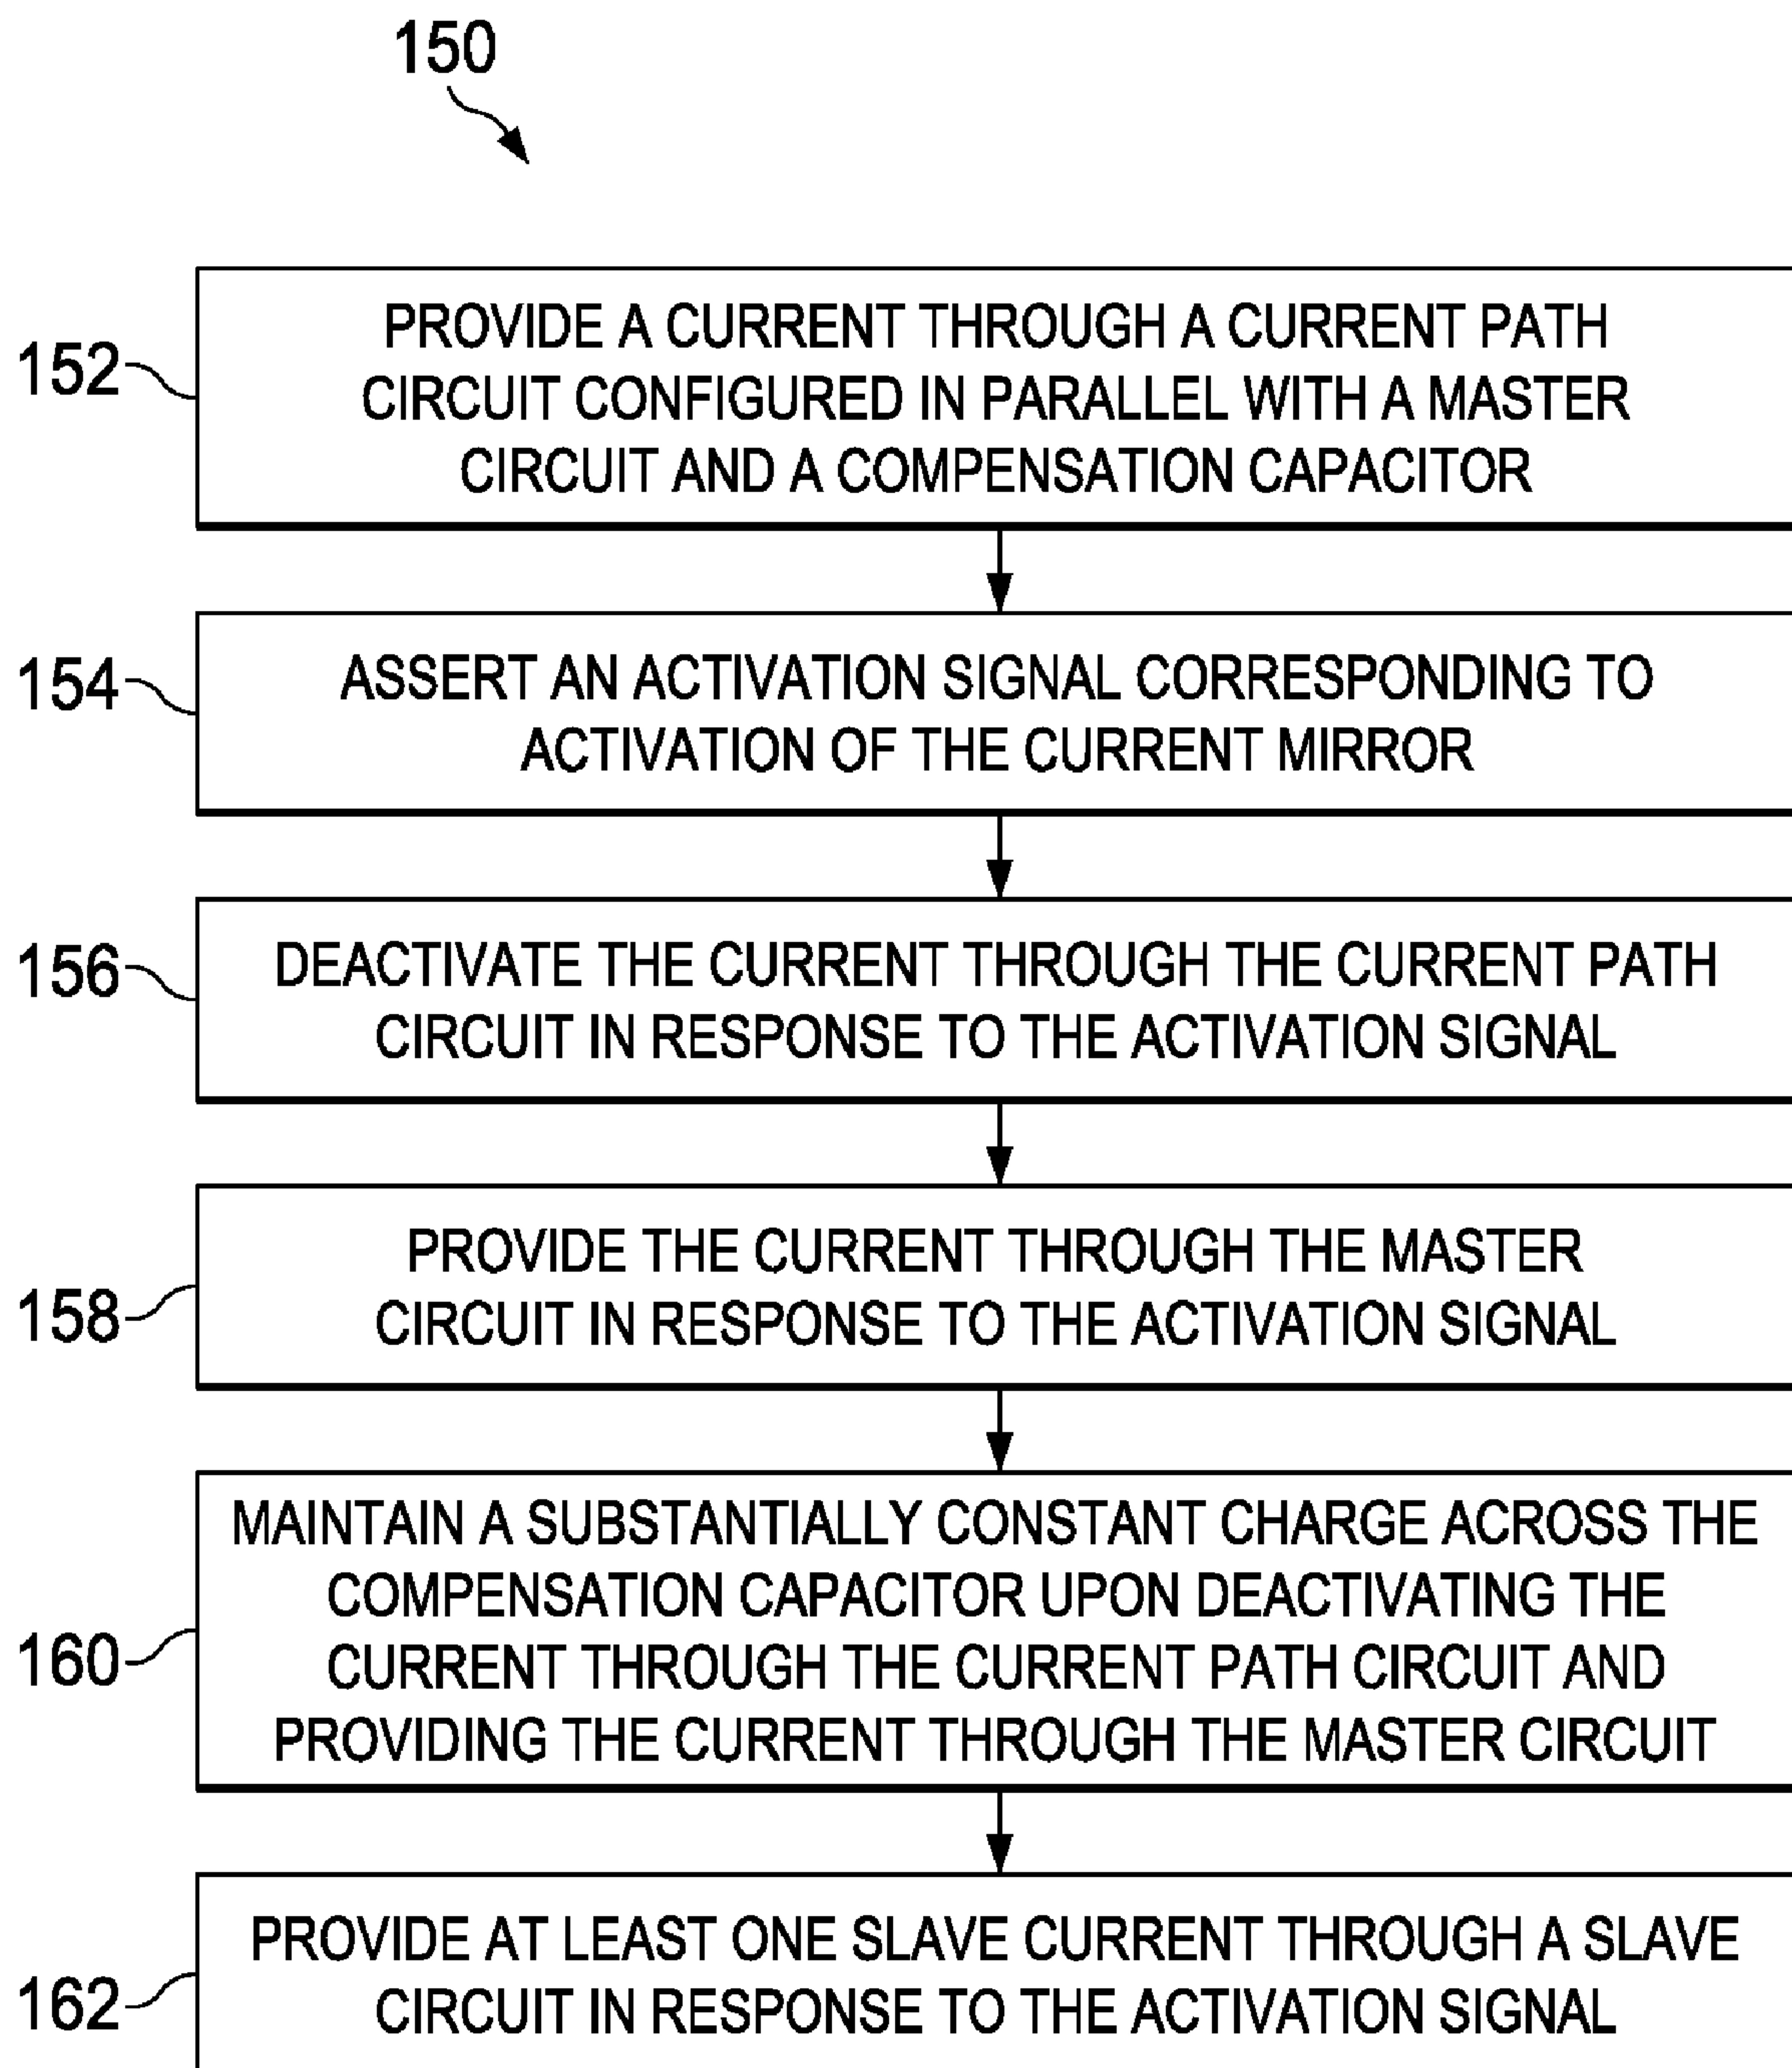 150
152
PROVIDE A CURRENT THROUGH A CURRENT PATH
CIRCUIT CONFIGURED IN PARALLEL WITH A MASTER
CIRCUIT AND A COMPENSATION CAPACITOR
154
ASSERT AN ACTIVATION SIGNAL CORRESPONDING TO
ACTIVATION OF THE CURRENT MIRROR
156
DEACTIVATE THE CURRENT THROUGH THE CURRENT PATH
CIRCUIT IN RESPONSE TO THE ACTIVATION SIGNAL
158
PROVIDE THE CURRENT THROUGH THE MASTER
CIRCUIT IN RESPONSE TO THE ACTIVATION SIGNAL
160
MAINTAIN A SUBSTANTIALLY CONSTANT CHARGE ACROSS THE
COMPENSATION CAPACITOR UPON DEACTIVATING THE
CURRENT THROUGH THE CURRENT PATH CIRCUIT AND
PROVIDING THE CURRENT THROUGH THE MASTER CIRCUIT
162
PROVIDE AT LEAST ONE SLAVE CURRENT THROUGH A SLAVE
CIRCUIT IN RESPONSE TO THE ACTIVATION SIGNAL